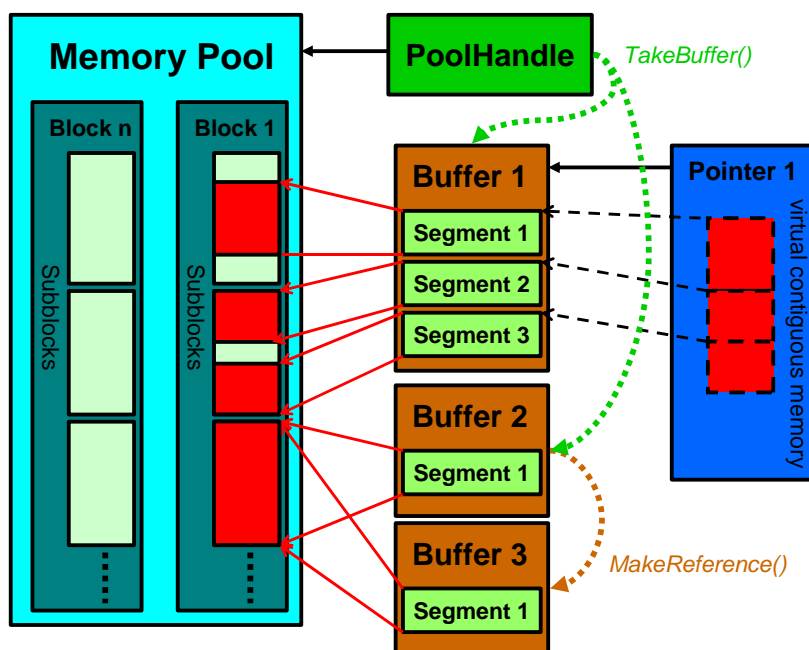 Memory Pool
PoolHandle
TakeBuffer()
Block n
Block 1
Subblocks
Subblocks
Buffer 1
Segment 1
Segment 2
Segment 3
Pointer 1
virtual contiguous memory
Buffer 2
Segment 1
Buffer 3
Segment 1
MakeReference()